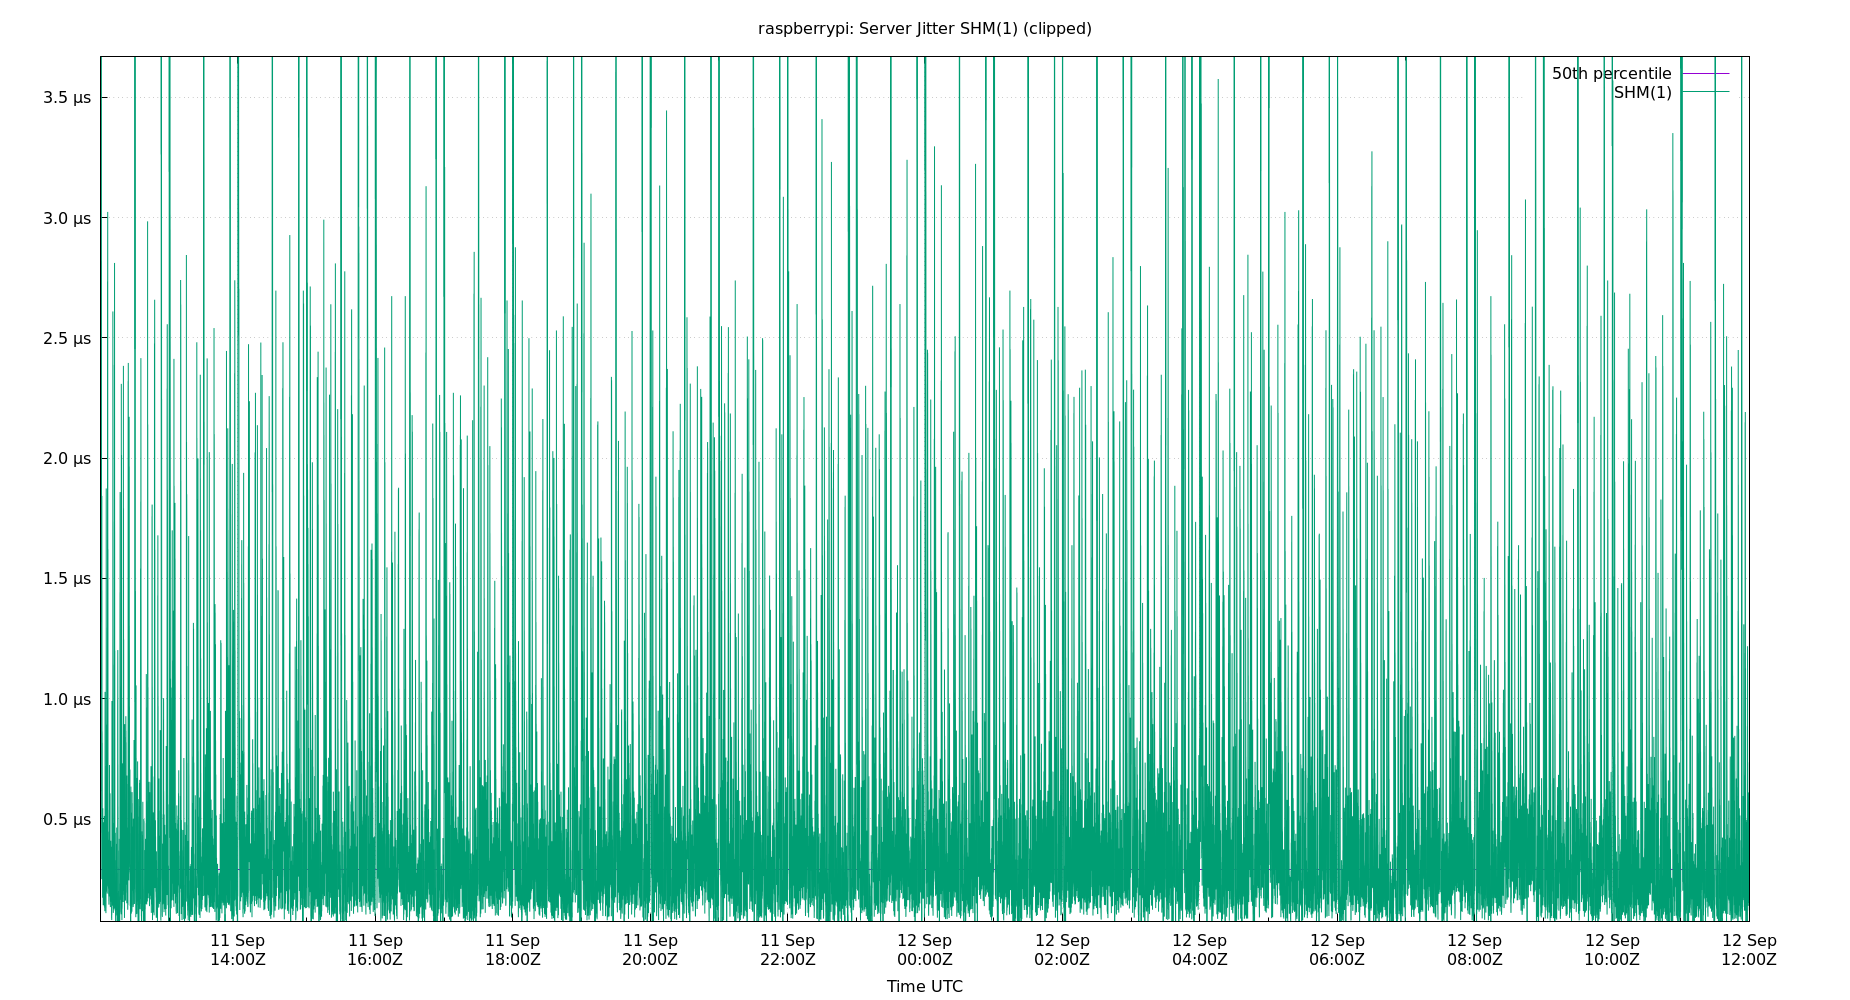 raspberrypi: Server Jitter SHM(1) (clipped)
50th percentile
SHM(1)
3.5 µs
3.0 µs
2.5 µs
2.0 µs
1.5 µs
1.0 µs
0.5 µs
11 Sep 11 Sep 11 Sep 11 Sep 11 Sep 12 Sep 12 Sep 12 Sep 12 Sep 12 Sep 12 Sep 12 Sep
14:00Z 16:00Z 18:00Z 20:00Z 22:00Z 00:00Z 02:00Z 04:00Z 06:00Z 08:00Z 10:00Z 12:00Z
Time UTC